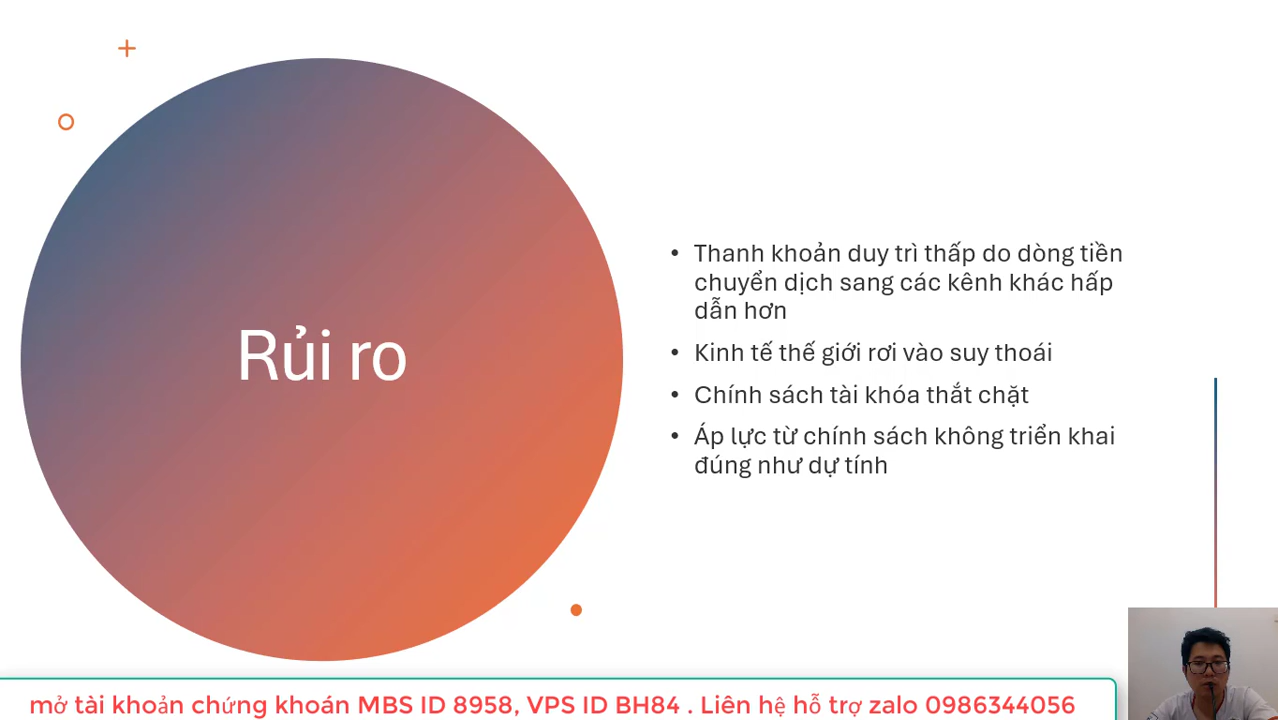 Rủi ro
• Thanh khoản duy trì thấp do dòng tiền
chuyển dịch sang các kênh khác hấp
dẫn hơn
• Kinh tế thế giới rơi vào suy thoái
• Chính sách tài khóa thắt chặt
• Áp lực từ chính sách không triển khai
đúng như dự tính
mở tài khoản chứng khoán MBS ID 8958, VPS ID BH84 . Liên hệ hỗ trợ zalo 0986344056